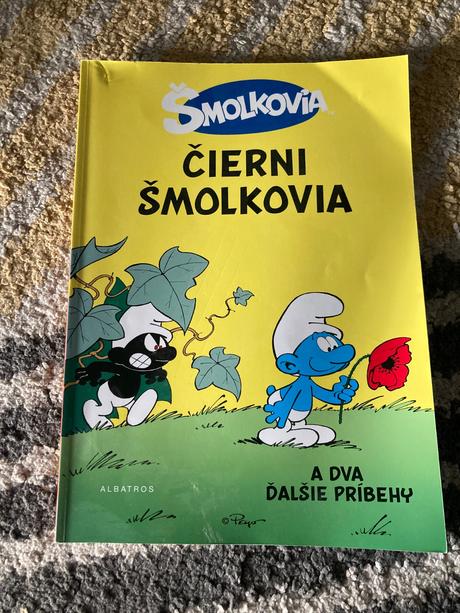 ŠMOLKOVIA
ČIERNI
ŠMOLKOVIA
A DVA
ĎALŠIE PRÍBEHY
ALBATROS
© Peyo